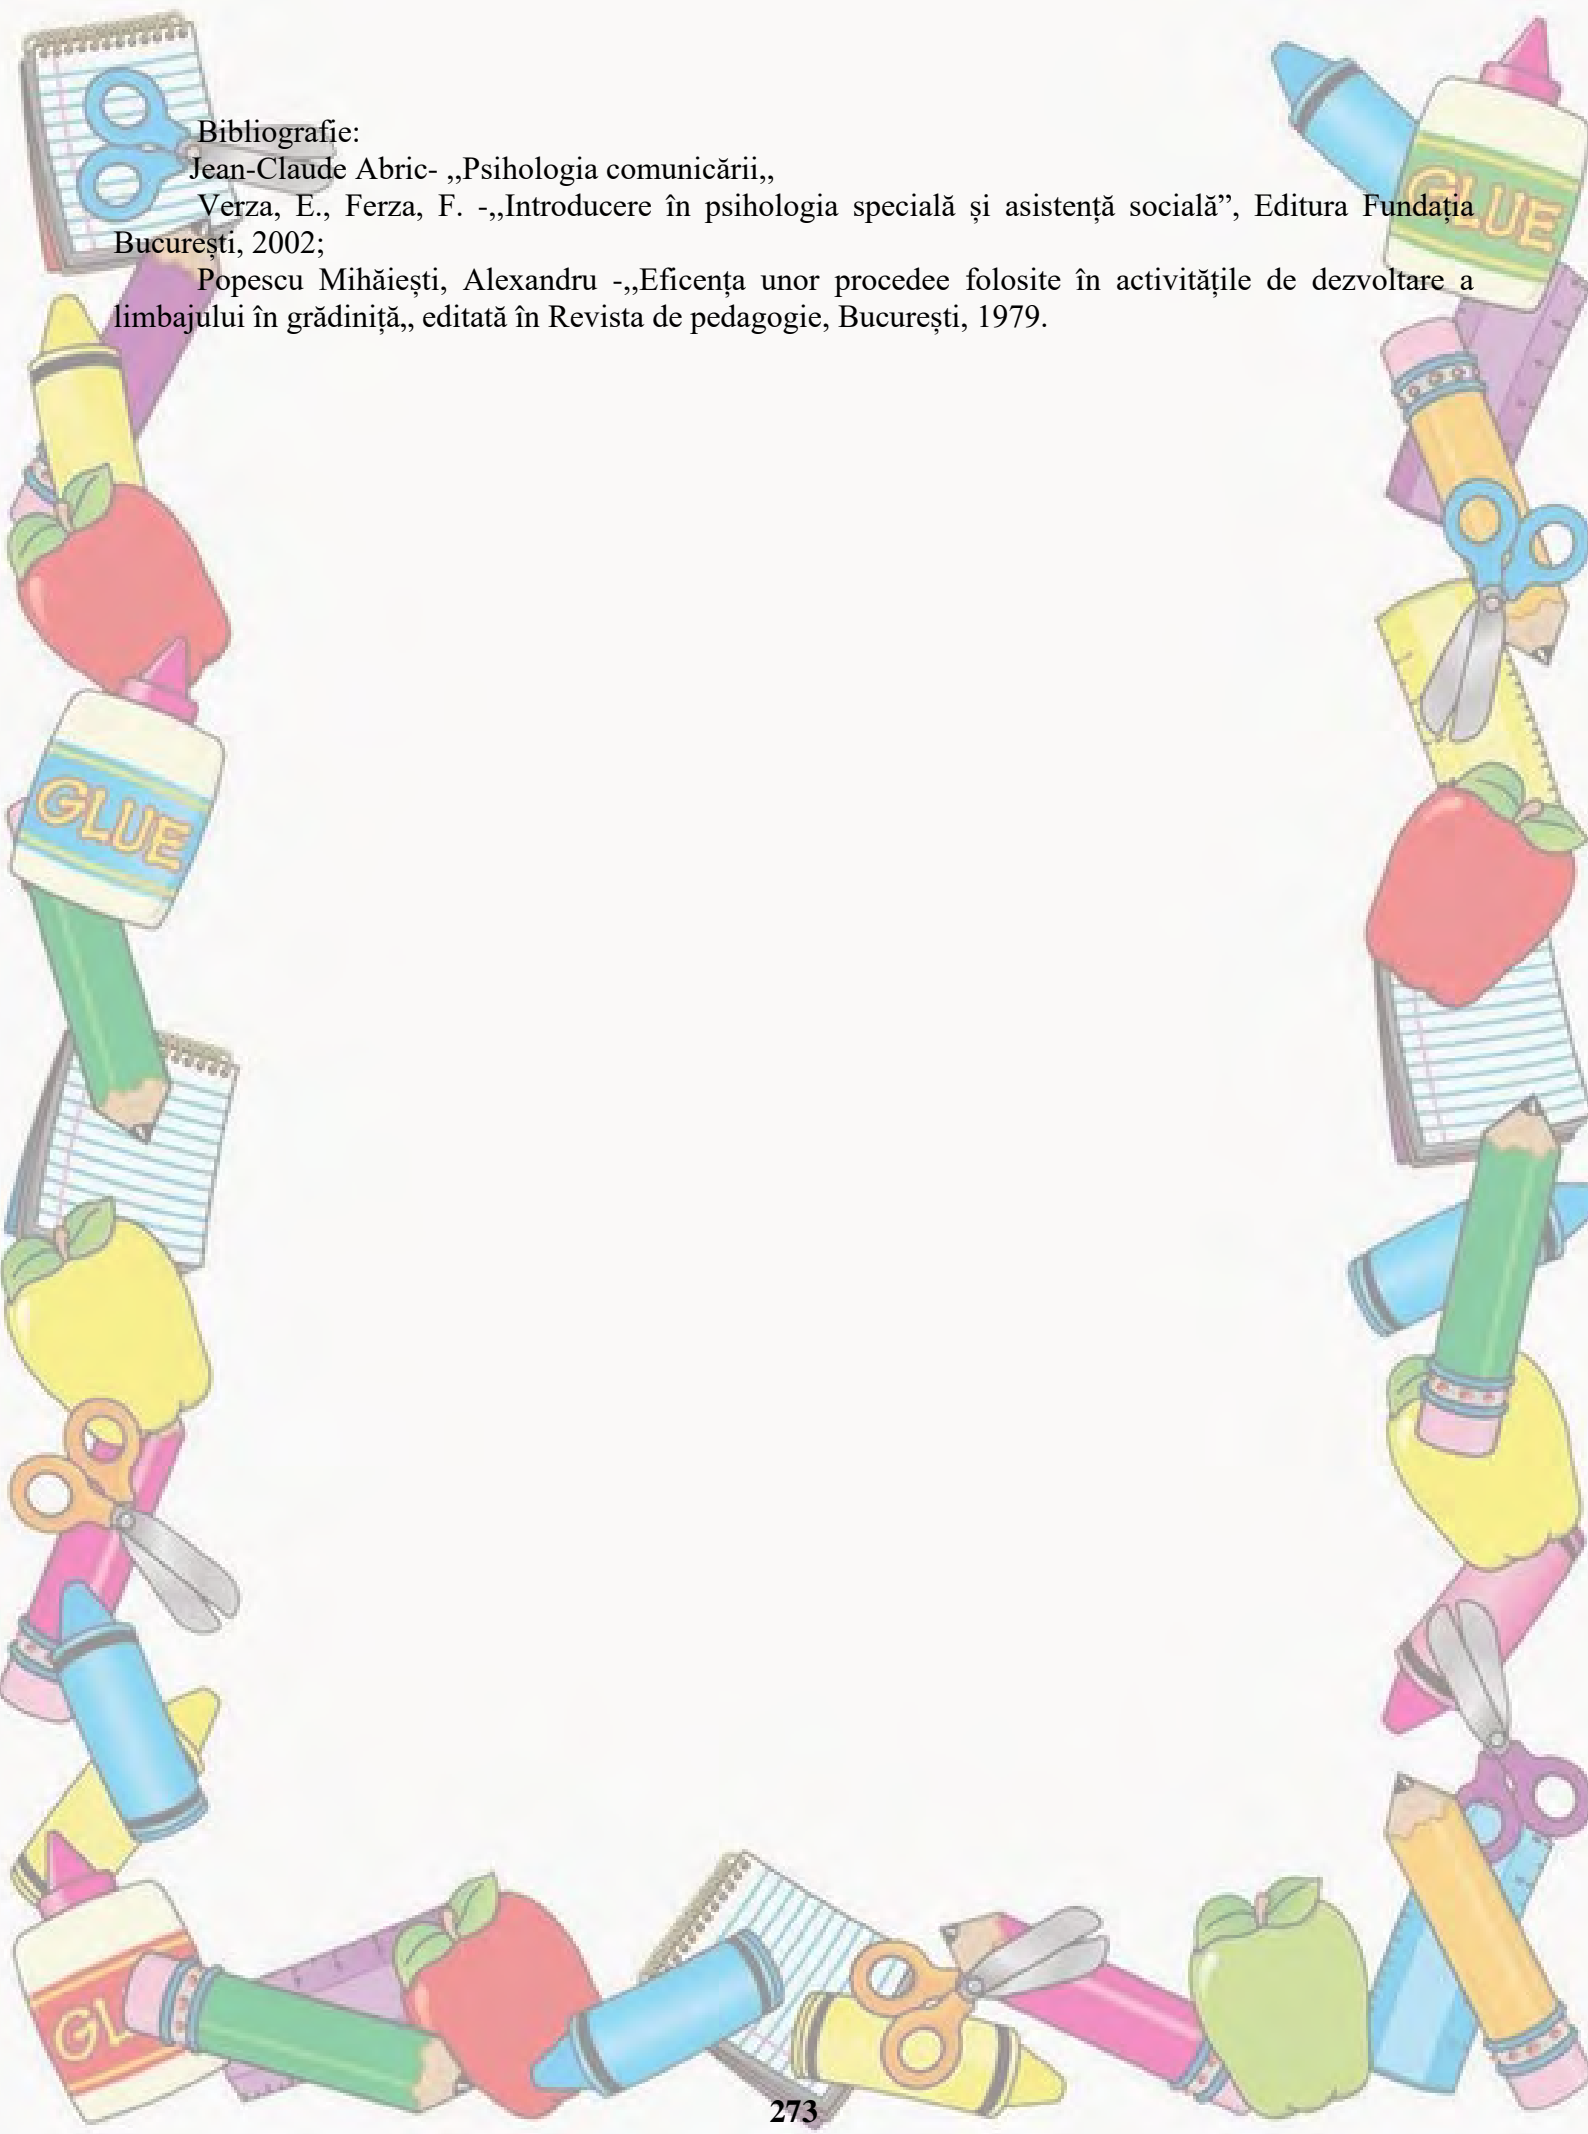 Bibliografie:
Jean-Claude Abric- ,,Psihologia comunicării,,
Verza, E., Ferza, F. -,,Introducere în psihologia specială și asistență socială”, Editura Fundația
București, 2002;
Popescu Mihăiești, Alexandru -,,Eficența unor procedee folosite în activitățile de dezvoltare a
limbajului în grădiniță,, editată în Revista de pedagogie, București, 1979.
GLUE
GLUE
GL
273